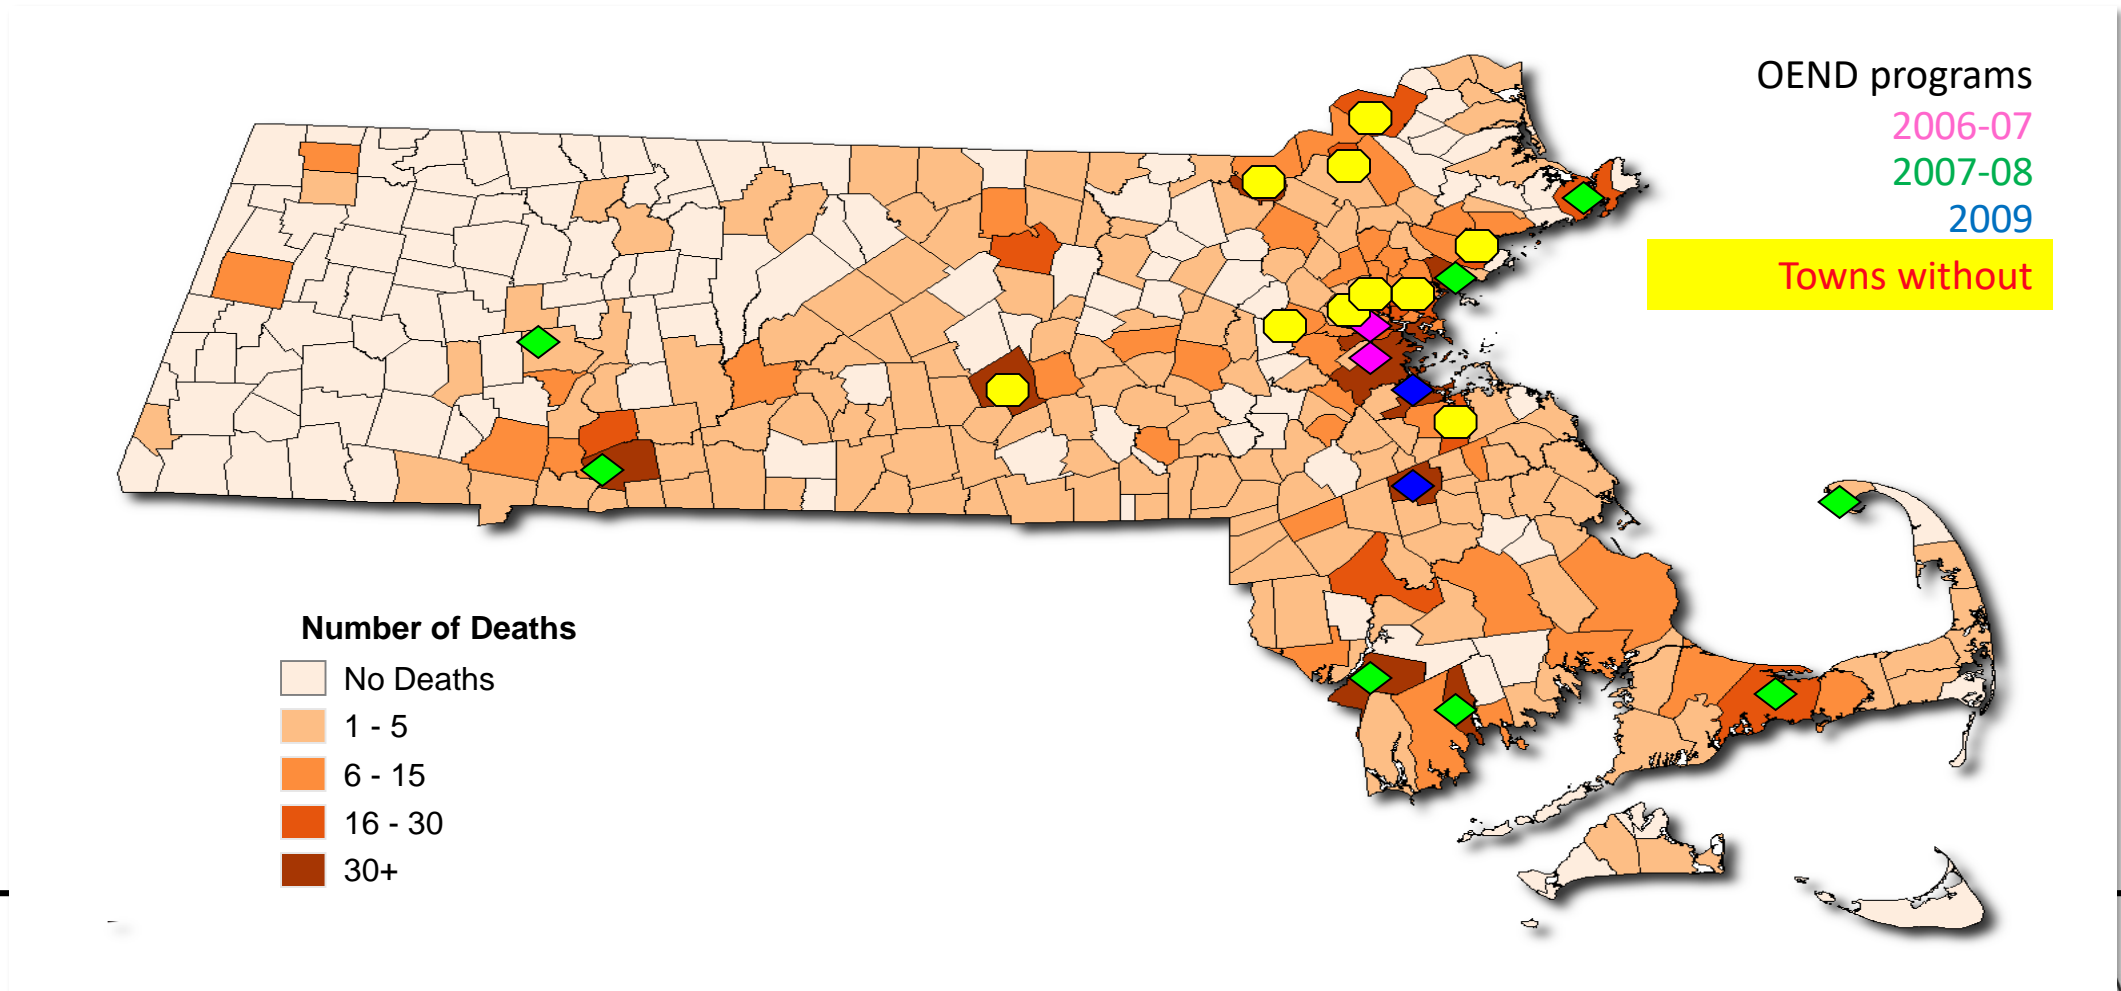 OEND programs
2006-07
2007-08
2009
Towns without
Number of Deaths
No Deaths
1 - 5
6 - 15
16 - 30
30+